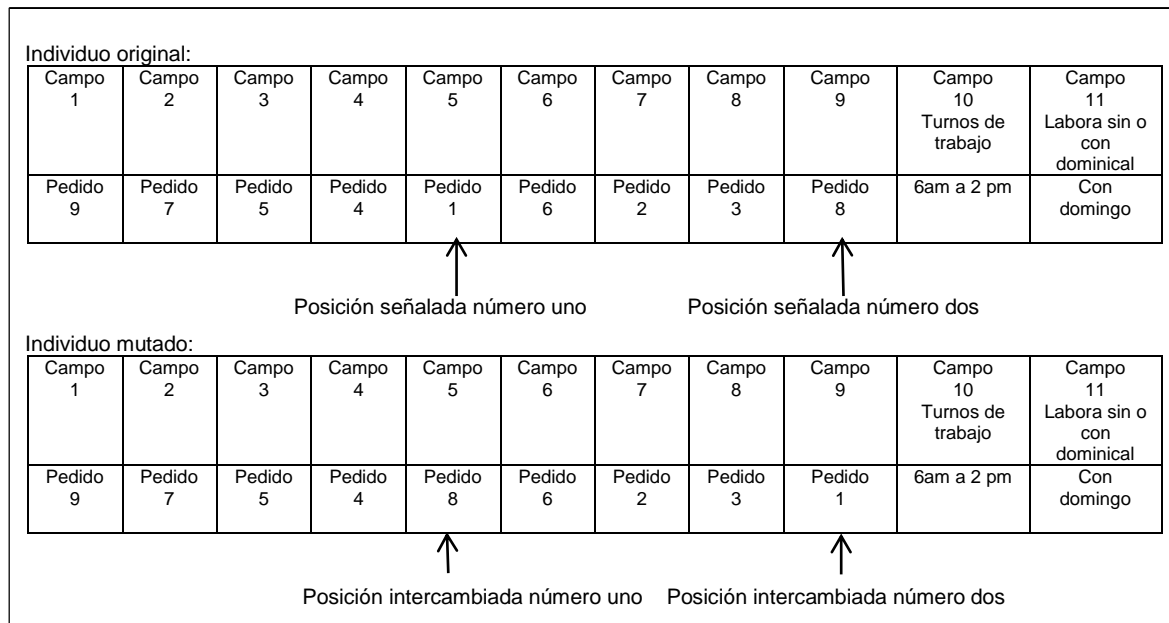 Individuo original:
Campo 1 Campo 2 Campo 3 Campo 4 Campo 5 Campo 6 Campo 7 Campo 8 Campo 9 Campo 10 Turnos de trabajo Campo 11 Labora sin o con dominical
Pedido 9 Pedido 7 Pedido 5 Pedido 4 Pedido 1 Pedido 6 Pedido 2 Pedido 3 Pedido 8 6am a 2 pm Con domingo
Posición señalada número uno Posición señalada número dos
Individuo mutado:
Campo 1 Campo 2 Campo 3 Campo 4 Campo 5 Campo 6 Campo 7 Campo 8 Campo 9 Campo 10 Turnos de trabajo Campo 11 Labora sin o con dominical
Pedido 9 Pedido 7 Pedido 5 Pedido 4 Pedido 8 Pedido 6 Pedido 2 Pedido 3 Pedido 1 6am a 2 pm Con domingo
Posición intercambiada número uno Posición intercambiada número dos